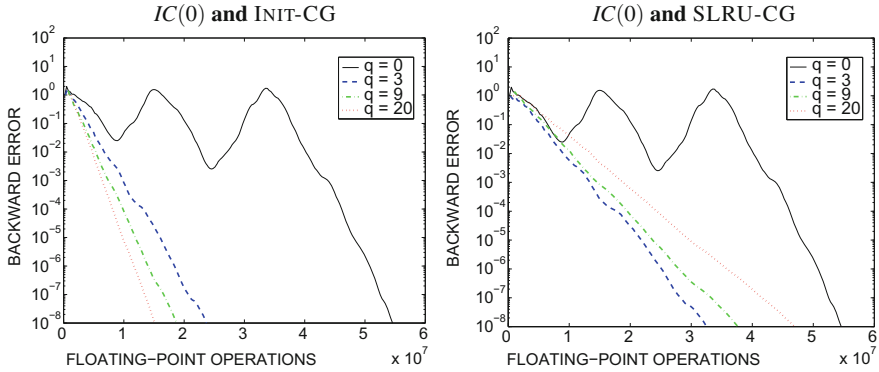 IC(0) and INIT-CG
10^2
10^1
10^0
10^-1
10^-2
10^-3
10^-4
10^-5
10^-6
10^-7
10^-8
BACKWARD ERROR
q = 0
q = 3
q = 9
q = 20
0 1 2 3 4 5 6
x 10^7
FLOATING-POINT OPERATIONS
IC(0) and SLRU-CG
10^2
10^1
10^0
10^-1
10^-2
10^-3
10^-4
10^-5
10^-6
10^-7
10^-8
BACKWARD ERROR
q = 0
q = 3
q = 9
q = 20
0 1 2 3 4 5 6
x 10^7
FLOATING-POINT OPERATIONS